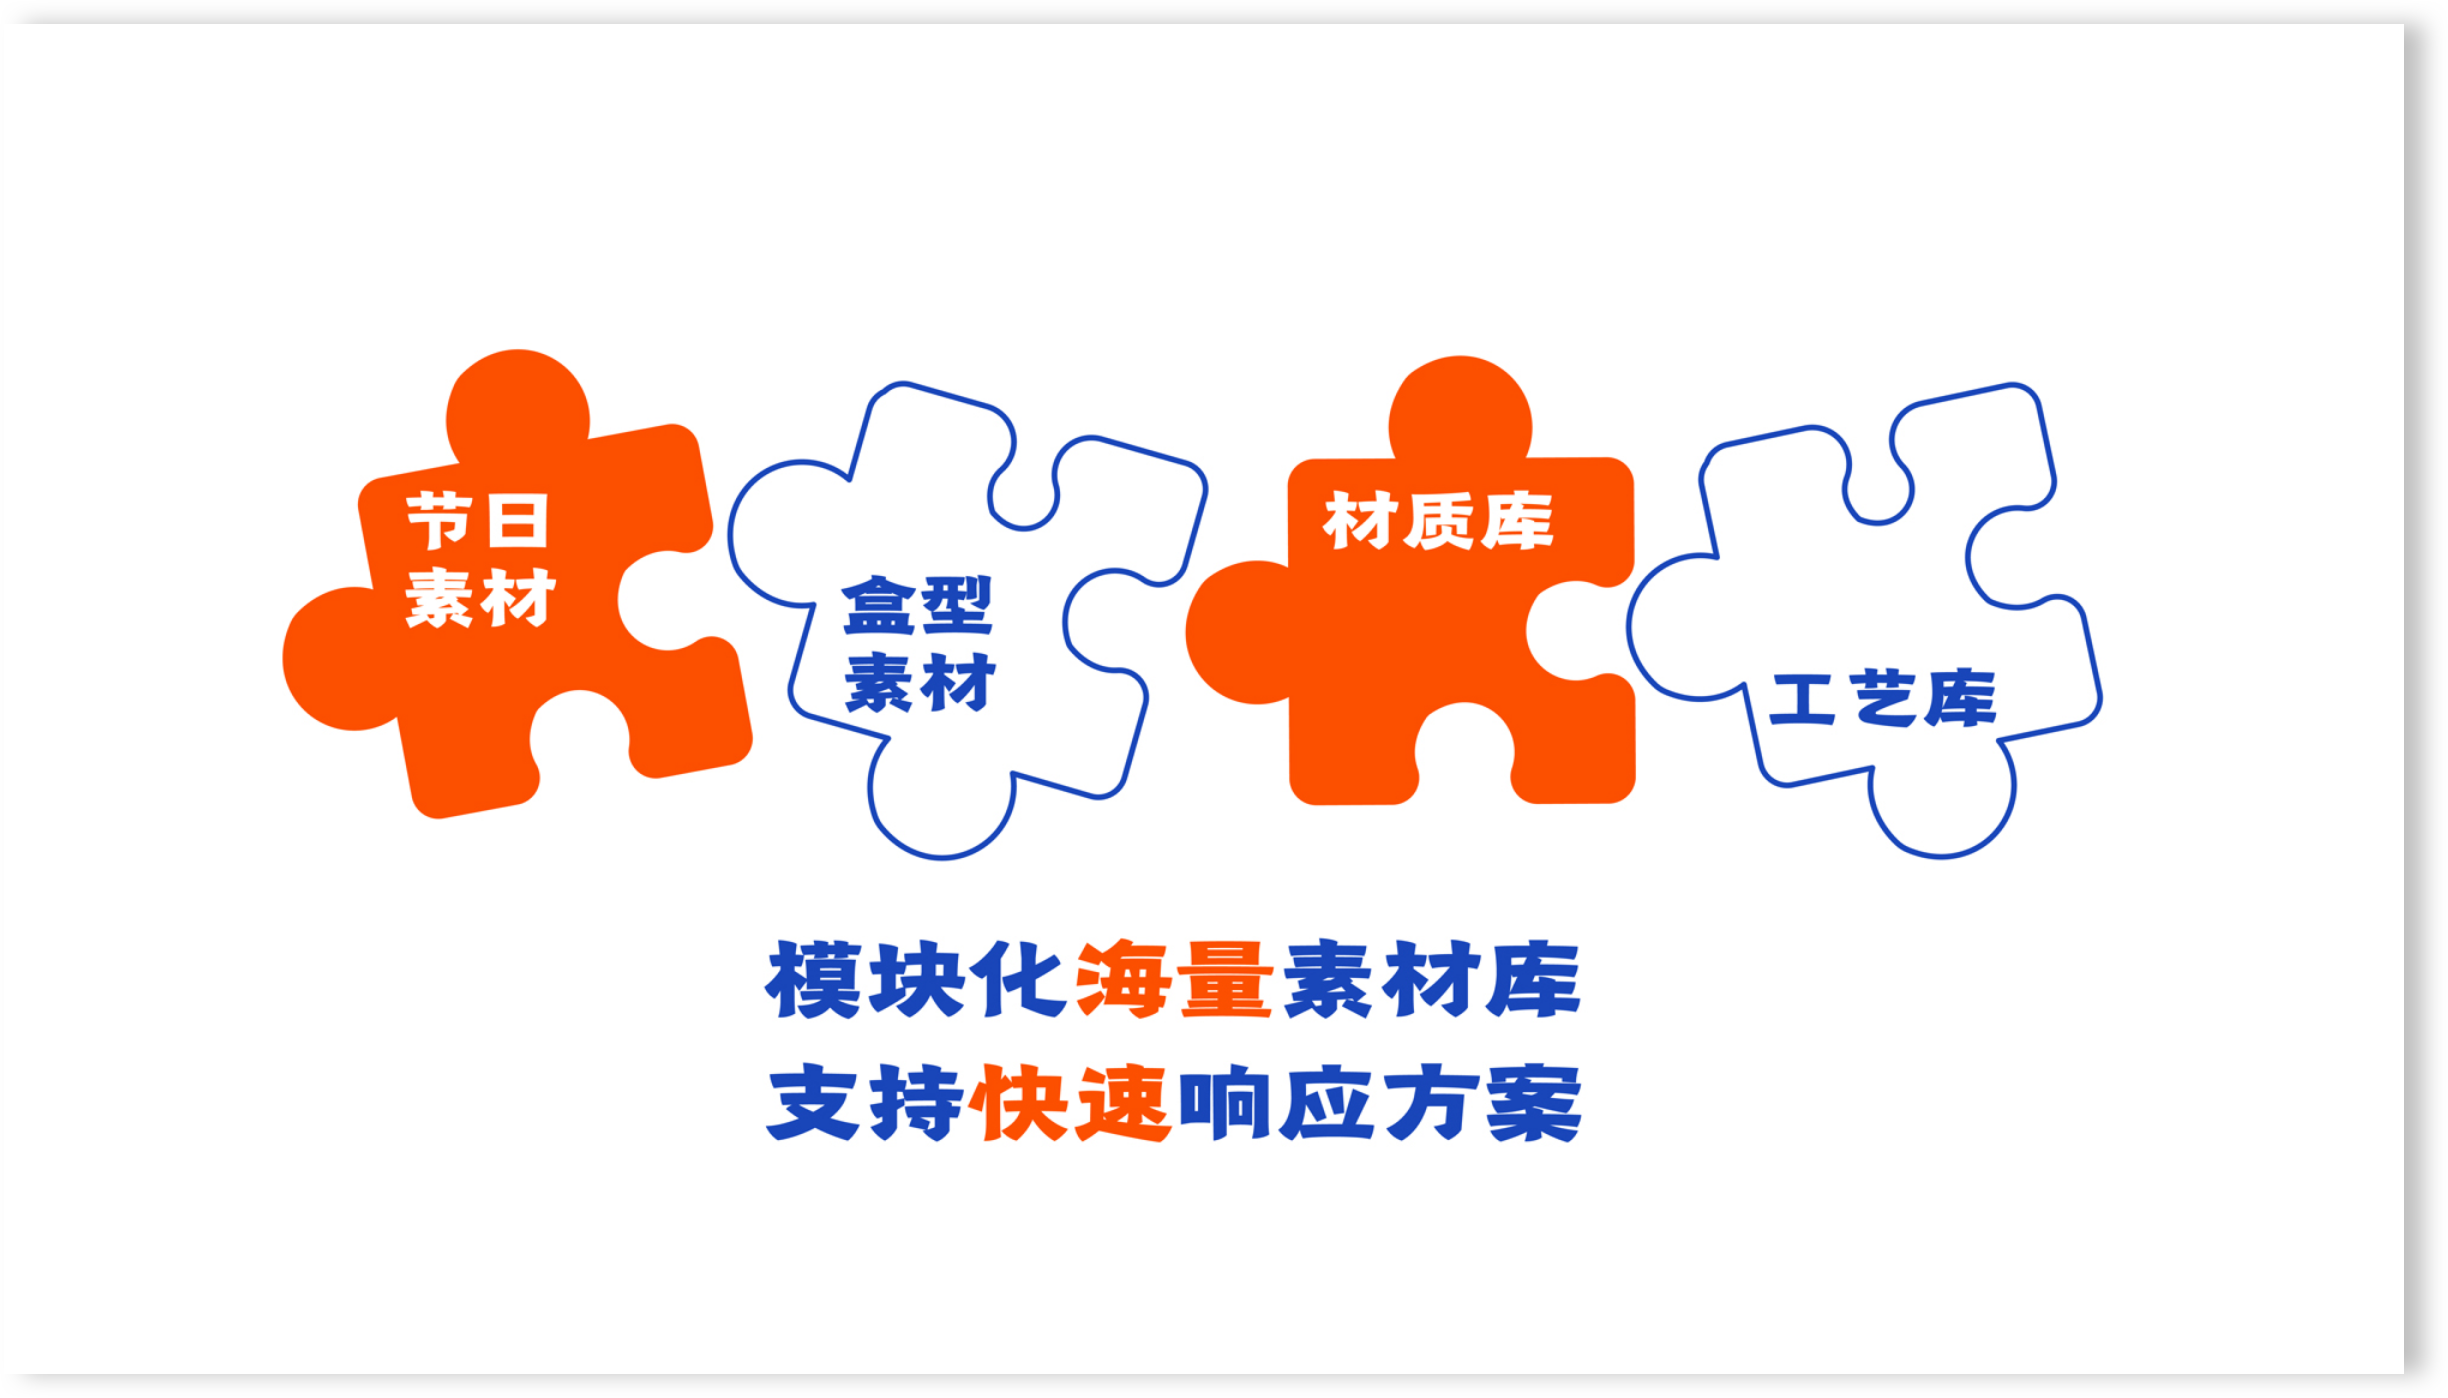 节日
素材
盒型
素材
材质库
工艺库
模块化海量素材库
支持快速响应方案